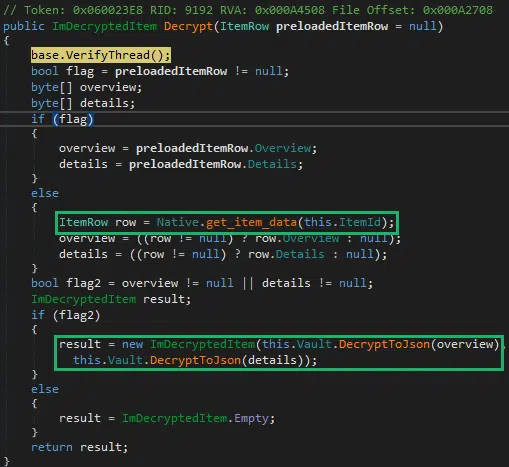 // Token: 0x060023E8 RID: 9192 RVA: 0x000A4508 File Offset: 0x000A2708
public ImDecryptedItem Decrypt(ItemRow preloadedItemRow = null)
{
base.VerifyThread();
bool flag = preloadedItemRow != null;
byte[] overview;
byte[] details;
if (flag)
{
overview = preloadedItemRow.Overview;
details = preloadedItemRow.Details;
}
else
{
ItemRow row = Native.get_item_data(this.ItemId);
overview = ((row != null) ? row.Overview : null);
details = ((row != null) ? row.Details : null);
}
bool flag2 = overview != null || details != null;
ImDecryptedItem result;
if (flag2)
{
result = new ImDecryptedItem(this.Vault.DecryptToJson(overview),
this.Vault.DecryptToJson(details));
}
else
{
result = ImDecryptedItem.Empty;
}
return result;
}